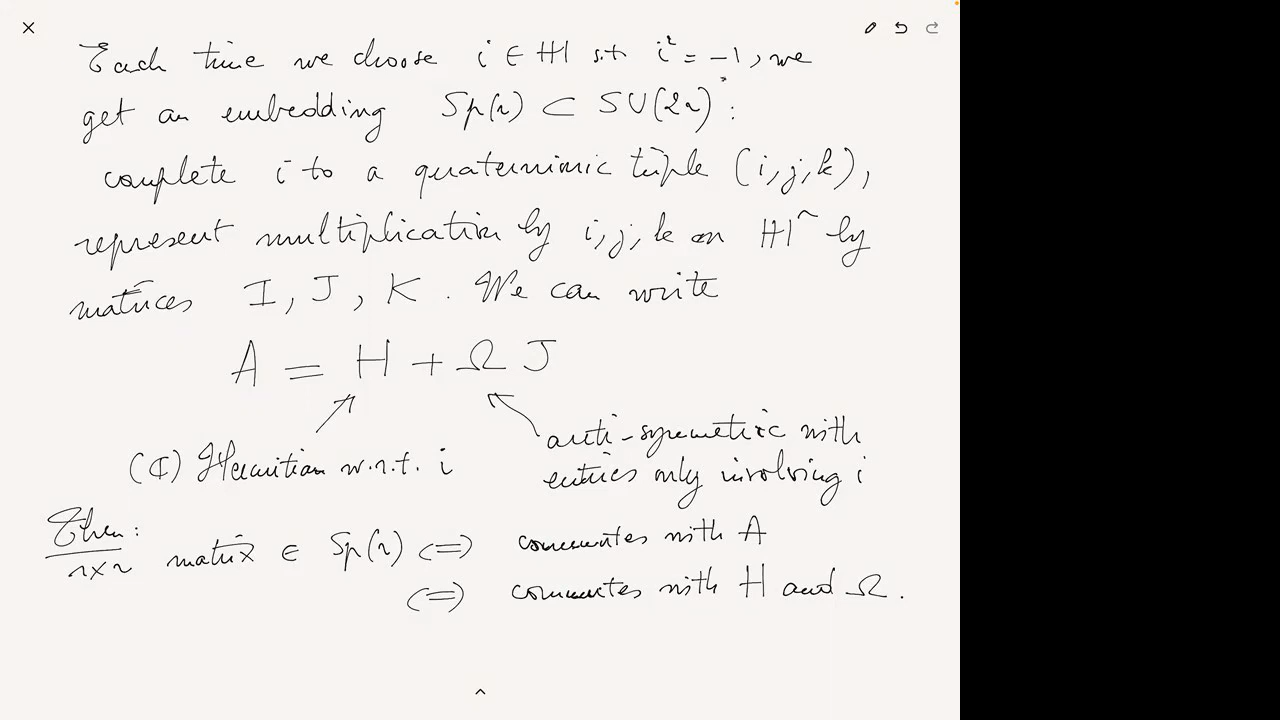 Each time we choose i ∈ ℍ s.t. i² = -1, we
get an embedding Sp(n) ⊂ SU(2n):
complete i to a quaternionic triple (i, j, k),
represent multiplication by i, j, k on ℍⁿ by
matrices I, J, K. We can write
A = H + Ω J
(ℂ) Hermitian w.r.t. i
anti-symmetric with
entries only involving i
Then:
n×n matrix ∈ Sp(n) <=> commutes with A
<=> commutes with H and Ω.